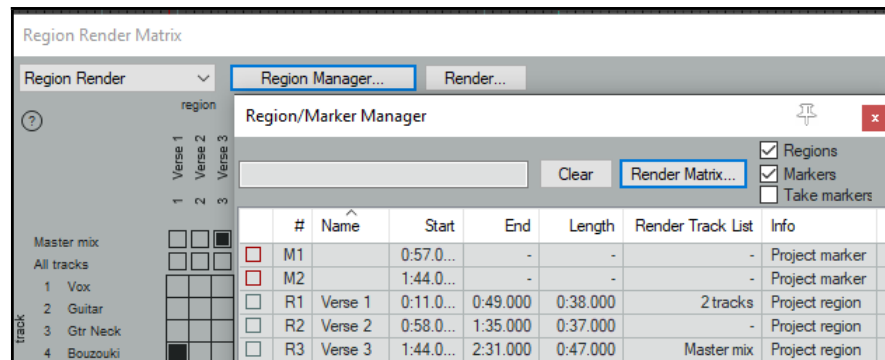 Region Render Matrix
Region Render
Region Manager...
Render...
region
Verse 1
Verse 2
Verse 3
1
2
3
Master mix
All tracks
track
1 Vox
2 Guitar
3 Gtr Neck
4 Bouzouki
Region/Marker Manager
Clear
Render Matrix...
Regions
Markers
Take markers
# Name Start End Length Render Track List Info
M1 0:57.0... - - - Project marker
M2 1:44.0... - - - Project marker
R1 Verse 1 0:11.0... 0:49.000 0:38.000 2 tracks Project region
R2 Verse 2 0:58.0... 1:35.000 0:37.000 - Project region
R3 Verse 3 1:44.0... 2:31.000 0:47.000 Master mix Project region